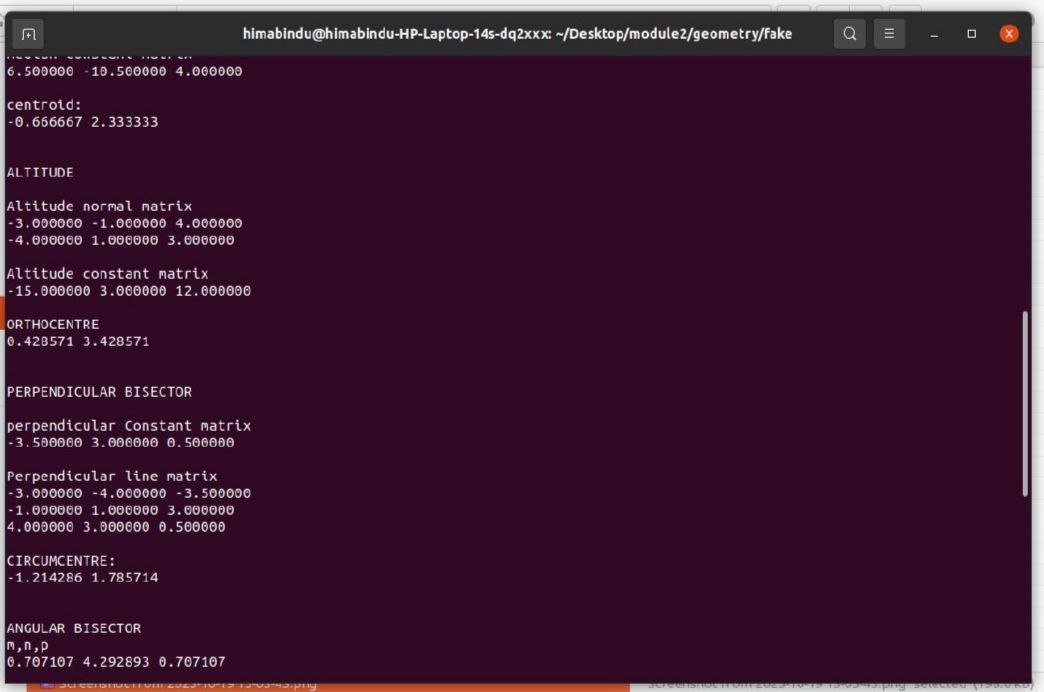 himabindu@himabindu-HP-Laptop-14s-dq2xxx: ~/Desktop/module2/geometry/fake
6.500000 -10.500000 4.000000
centroid:
-0.666667 2.333333
ALTITUDE
Altitude normal matrix
-3.000000 -1.000000 4.000000
-4.000000 1.000000 3.000000
Altitude constant matrix
-15.000000 3.000000 12.000000
ORTHOCENTRE
0.428571 3.428571
PERPENDICULAR BISECTOR
perpendicular Constant matrix
-3.500000 3.000000 0.500000
Perpendicular line matrix
-3.000000 -4.000000 -3.500000
-1.000000 1.000000 3.000000
4.000000 3.000000 0.500000
CIRCUMCENTRE:
-1.214286 1.785714
ANGULAR BISECTOR
m,n,p
0.707107 4.292893 0.707107